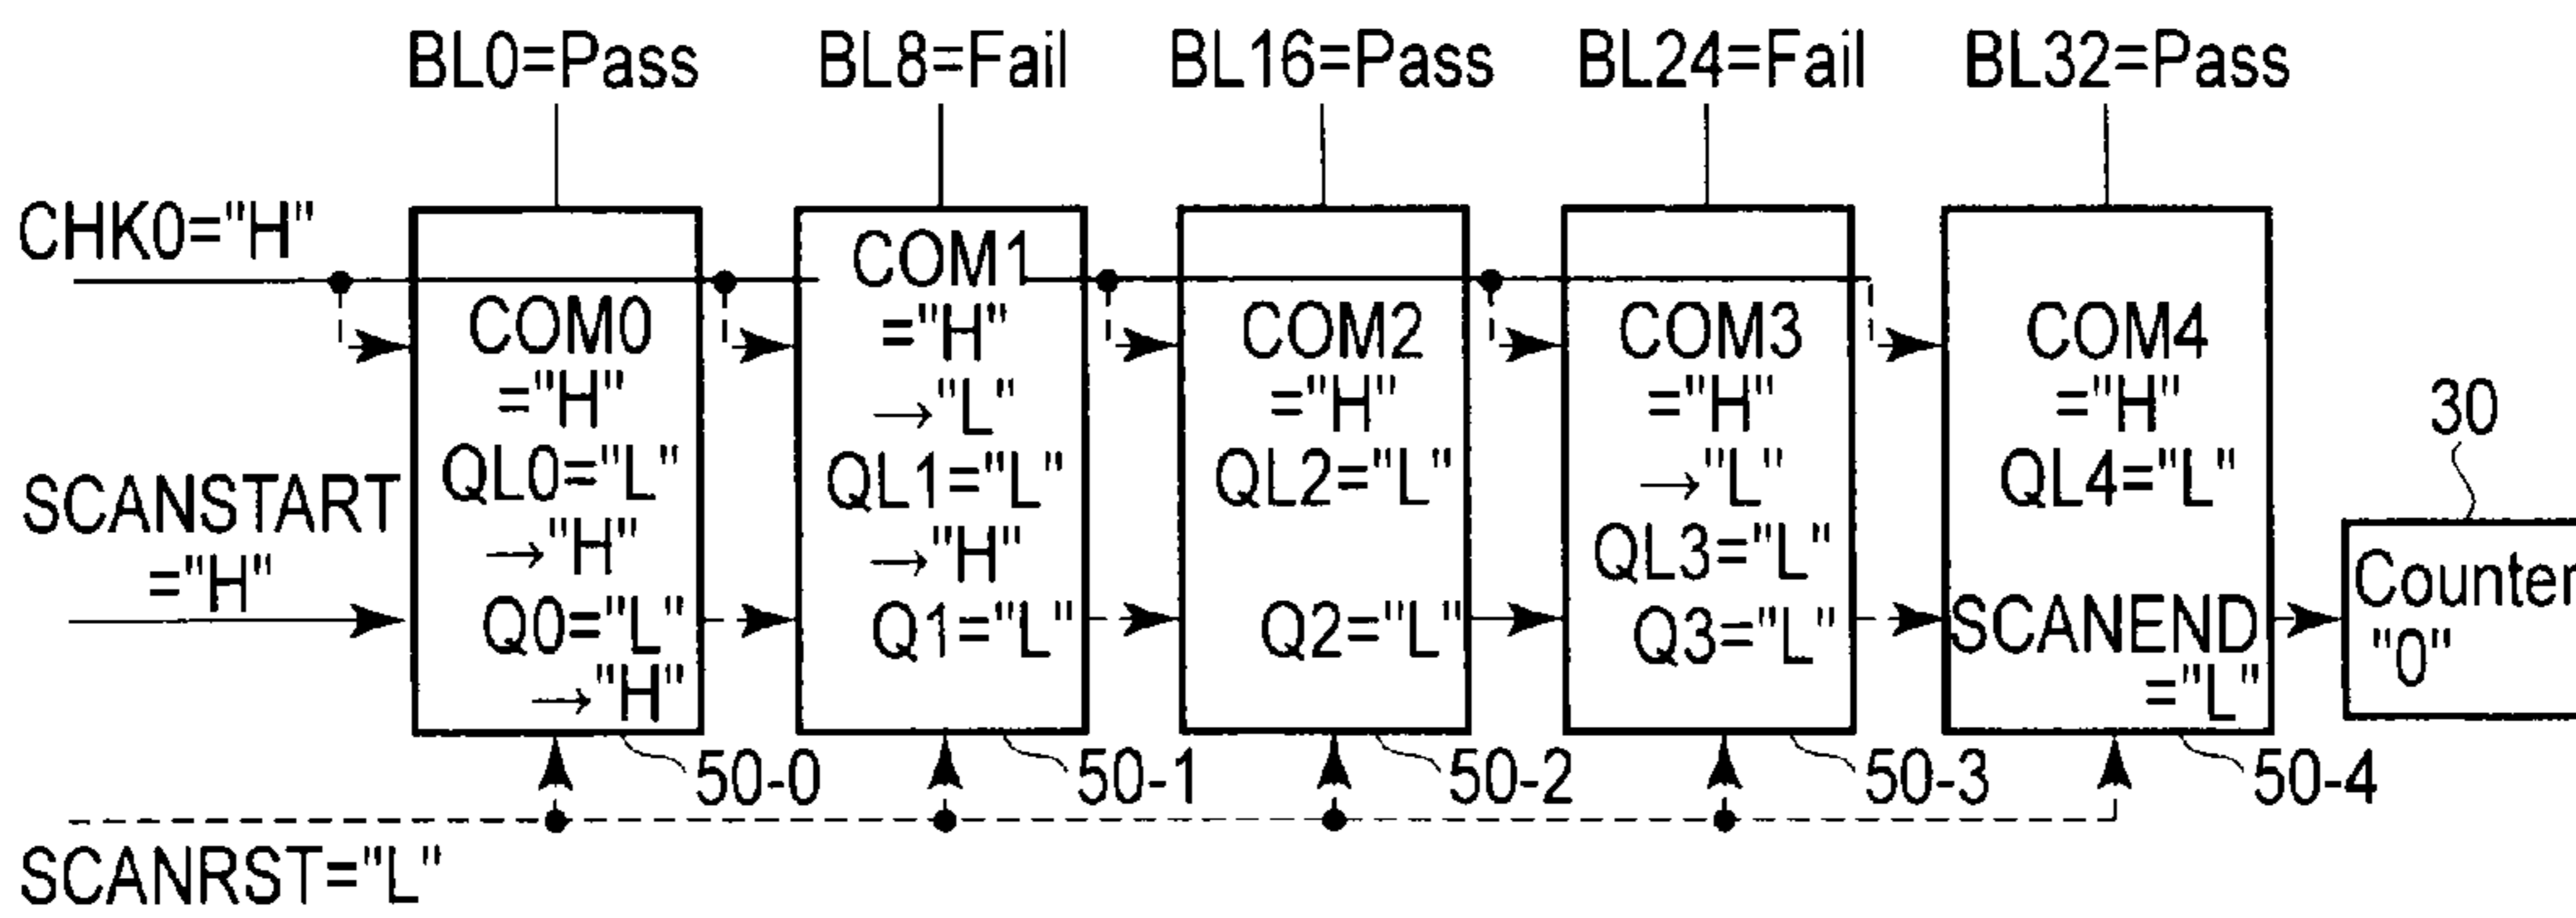 BL0=Pass
BL8=Fail
BL16=Pass
BL24=Fail
BL32=Pass
CHK0="H"
SCANSTART
="H"
SCANRST="L"
COM0
="H"
QL0="L"
→"H"
Q0="L"
→"H"
50-0
COM1
="H"
→"L"
QL1="L"
→"H"
Q1="L"
50-1
COM2
="H"
QL2="L"
Q2="L"
50-2
COM3
="H"
→"L"
QL3="L"
Q3="L"
50-3
COM4
="H"
QL4="L"
SCANEND
="L"
50-4
30
Counter
"0"